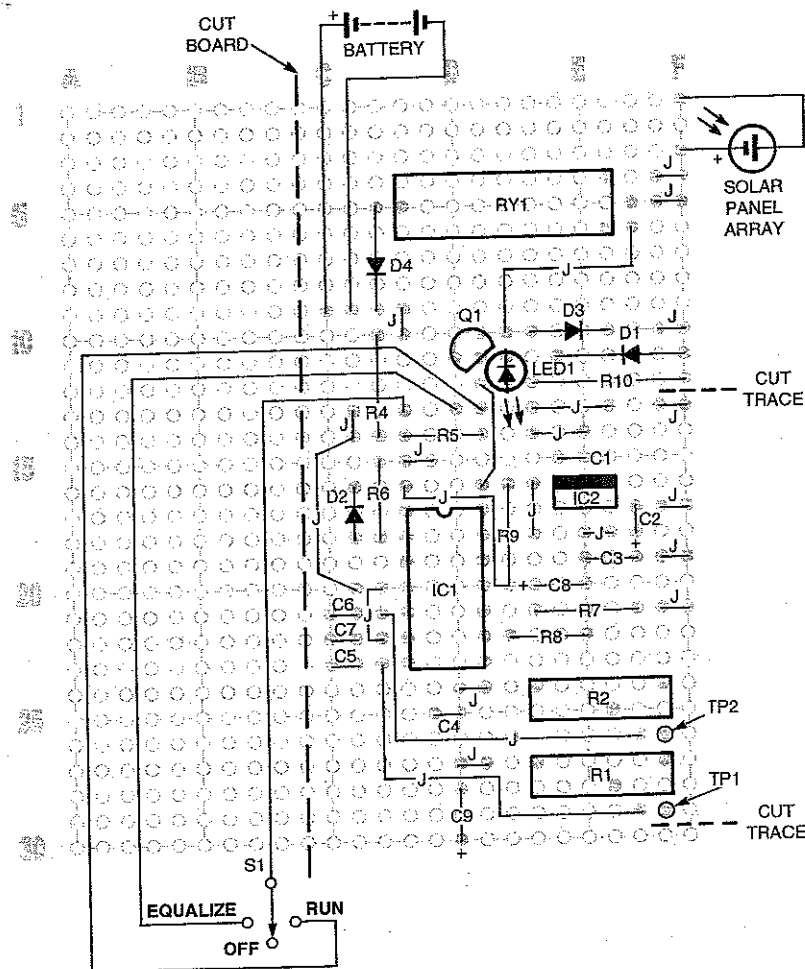 CUT
BOARD
+
BATTERY
+
SOLAR
PANEL
ARRAY
J
J
RY1
D4
J
J
Q1
D3
J
D1
LED1
R10
CUT
TRACE
R4
J
R5
J
J
J
J
C1
D2
R6
J
J
R9
J
IC2
C2
J
J
+
C3
J
IC1
+
C8
C6
J
R7
J
C7
R8
C5
J
R2
TP2
C4
J
J
R1
TP1
J
C9
CUT
TRACE
+
S1
EQUALIZE
RUN
OFF